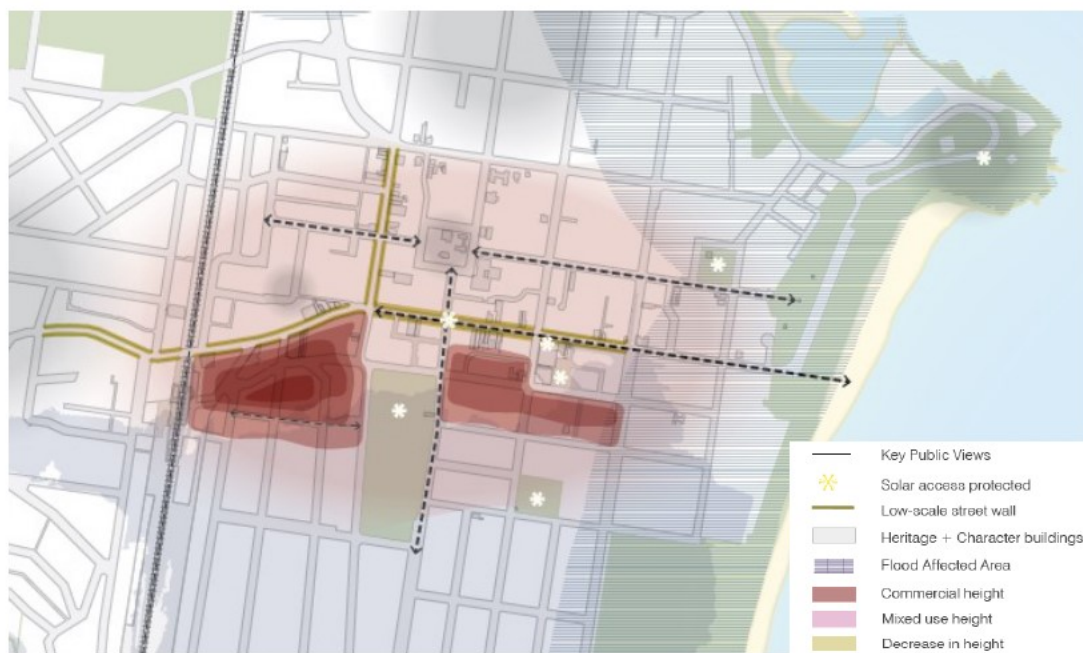 Key Public Views
Solar access protected
Low-scale street wall
Heritage + Character buildings
Flood Affected Area
Commercial height
Mixed use height
Decrease in height